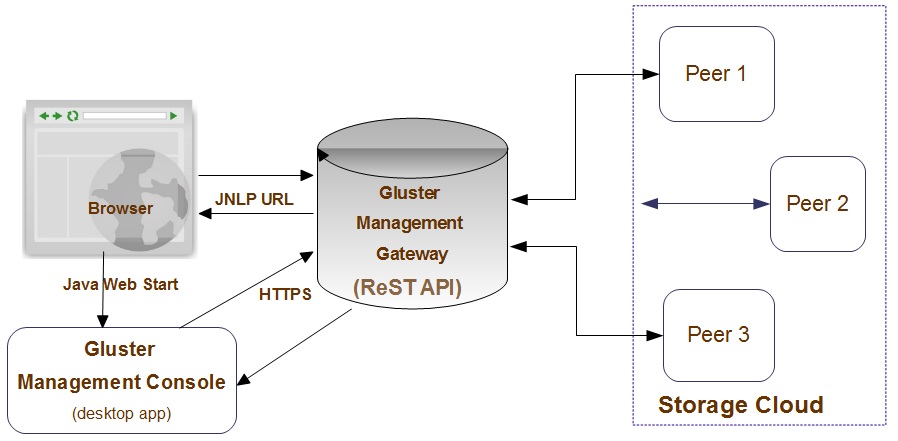 Browser
JNLP URL
Java Web Start
HTTPS
Gluster
Management
Gateway
(ReST API)
Gluster
Management Console
(desktop app)
Peer 1
Peer 2
Peer 3
Storage Cloud